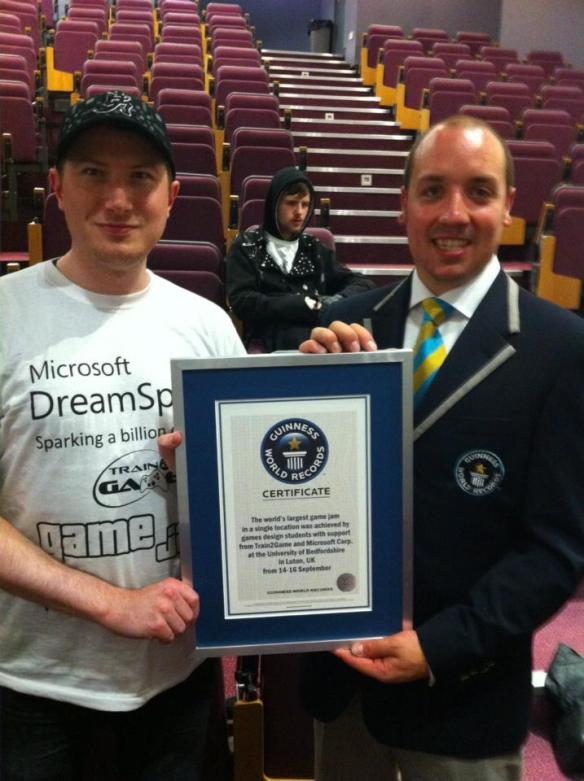 Microsoft
DreamSp
Sparking a billion
TRAIN
GA
game j
GUINNESS
WORLD RECORDS
CERTIFICATE
The world's largest game jam
in a single location was achieved by
games design students with support
from Train2Game and Microsoft Corp.
at the University of Bedfordshire
in Luton, UK
from 14-16 September
GUINNESS WORLD RECORDS
GUINNESS
WORLD RECORDS